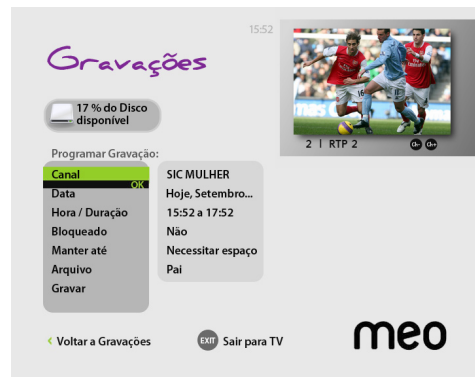 15:52
Gravações
17 % do Disco
disponível
2 | RTP 2
Programar Gravação:
Canal SIC MULHER
OK
Data Hoje, Setembro...
Hora / Duração 15:52 a 17:52
Bloqueado Não
Manter até Necessitar espaço
Arquivo Pai
Gravar
‹ Voltar a Gravações EXIT Sair para TV
meo